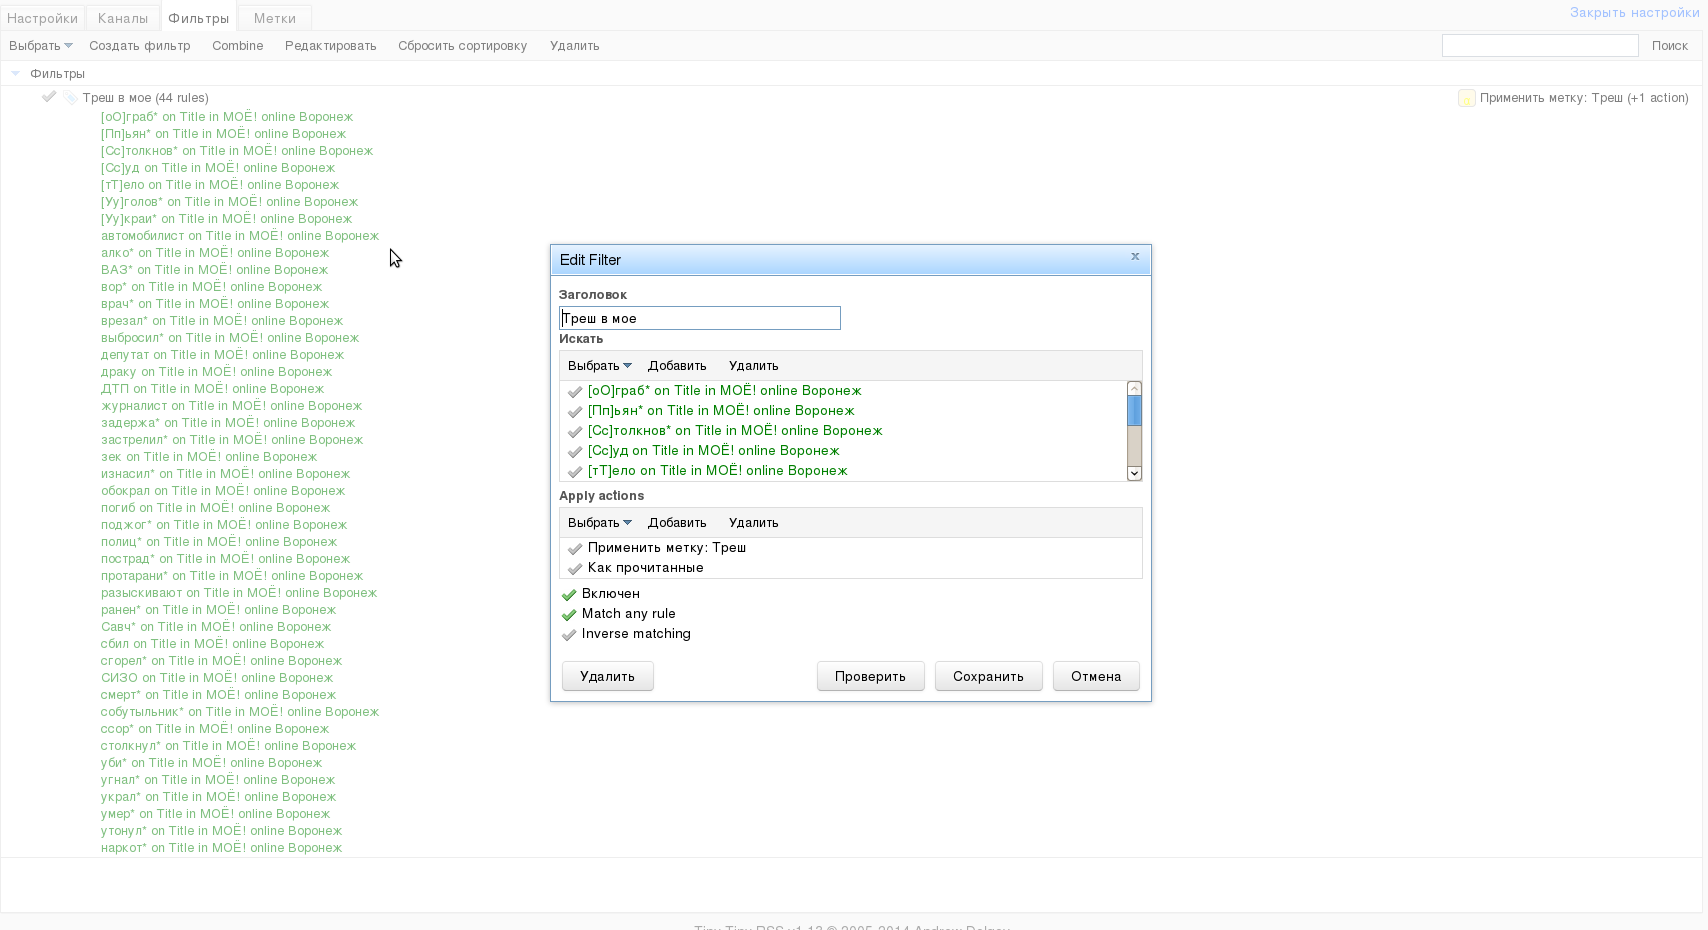 Настройки Каналы Фильтры Метки Закрыть настройки
Выбрать Создать фильтр Combine Редактировать Сбросить сортировку Удалить Поиск
Фильтры
Треш в мое (44 rules) Применить метку: Треш (+1 action)
[оО]граб* on Title in МОЁ! online Воронеж
[Пп]ьян* on Title in МОЁ! online Воронеж
[Сс]толкнов* on Title in МОЁ! online Воронеж
[Сс]уд on Title in МОЁ! online Воронеж
[тТ]ело on Title in МОЁ! online Воронеж
[Уу]голов* on Title in МОЁ! online Воронеж
[Уу]краи* on Title in МОЁ! online Воронеж
автомобилист on Title in МОЁ! online Воронеж
алко* on Title in МОЁ! online Воронеж
ВАЗ* on Title in МОЁ! online Воронеж
вор* on Title in МОЁ! online Воронеж
врач* on Title in МОЁ! online Воронеж
врезал* on Title in МОЁ! online Воронеж
выбросил* on Title in МОЁ! online Воронеж
депутат on Title in МОЁ! online Воронеж
драку on Title in МОЁ! online Воронеж
ДТП on Title in МОЁ! online Воронеж
журналист on Title in МОЁ! online Воронеж
задержа* on Title in МОЁ! online Воронеж
застрелил* on Title in МОЁ! online Воронеж
зек on Title in МОЁ! online Воронеж
изнасил* on Title in МОЁ! online Воронеж
обокрал on Title in МОЁ! online Воронеж
погиб on Title in МОЁ! online Воронеж
поджог* on Title in МОЁ! online Воронеж
полиц* on Title in МОЁ! online Воронеж
пострад* on Title in МОЁ! online Воронеж
протарани* on Title in МОЁ! online Воронеж
разыскивают on Title in МОЁ! online Воронеж
ранен* on Title in МОЁ! online Воронеж
Савч* on Title in МОЁ! online Воронеж
сбил on Title in МОЁ! online Воронеж
сгорел* on Title in МОЁ! online Воронеж
СИЗО on Title in МОЁ! online Воронеж
смерт* on Title in МОЁ! online Воронеж
собутыльник* on Title in МОЁ! online Воронеж
ссор* on Title in МОЁ! online Воронеж
столкнул* on Title in МОЁ! online Воронеж
уби* on Title in МОЁ! online Воронеж
угнал* on Title in МОЁ! online Воронеж
украл* on Title in МОЁ! online Воронеж
умер* on Title in МОЁ! online Воронеж
утонул* on Title in МОЁ! online Воронеж
наркот* on Title in МОЁ! online Воронеж
Edit Filter x
Заголовок
Треш в мое
Искать
Выбрать Добавить Удалить
[оО]граб* on Title in МОЁ! online Воронеж
[Пп]ьян* on Title in МОЁ! online Воронеж
[Сс]толкнов* on Title in МОЁ! online Воронеж
[Сс]уд on Title in МОЁ! online Воронеж
[тТ]ело on Title in МОЁ! online Воронеж
Apply actions
Выбрать Добавить Удалить
Применить метку: Треш
Как прочитанные
Включен
Match any rule
Inverse matching
Удалить Проверить Сохранить Отмена
Tiny Tiny RSS v1.13 © 2005-2014 Andrew Dolgov